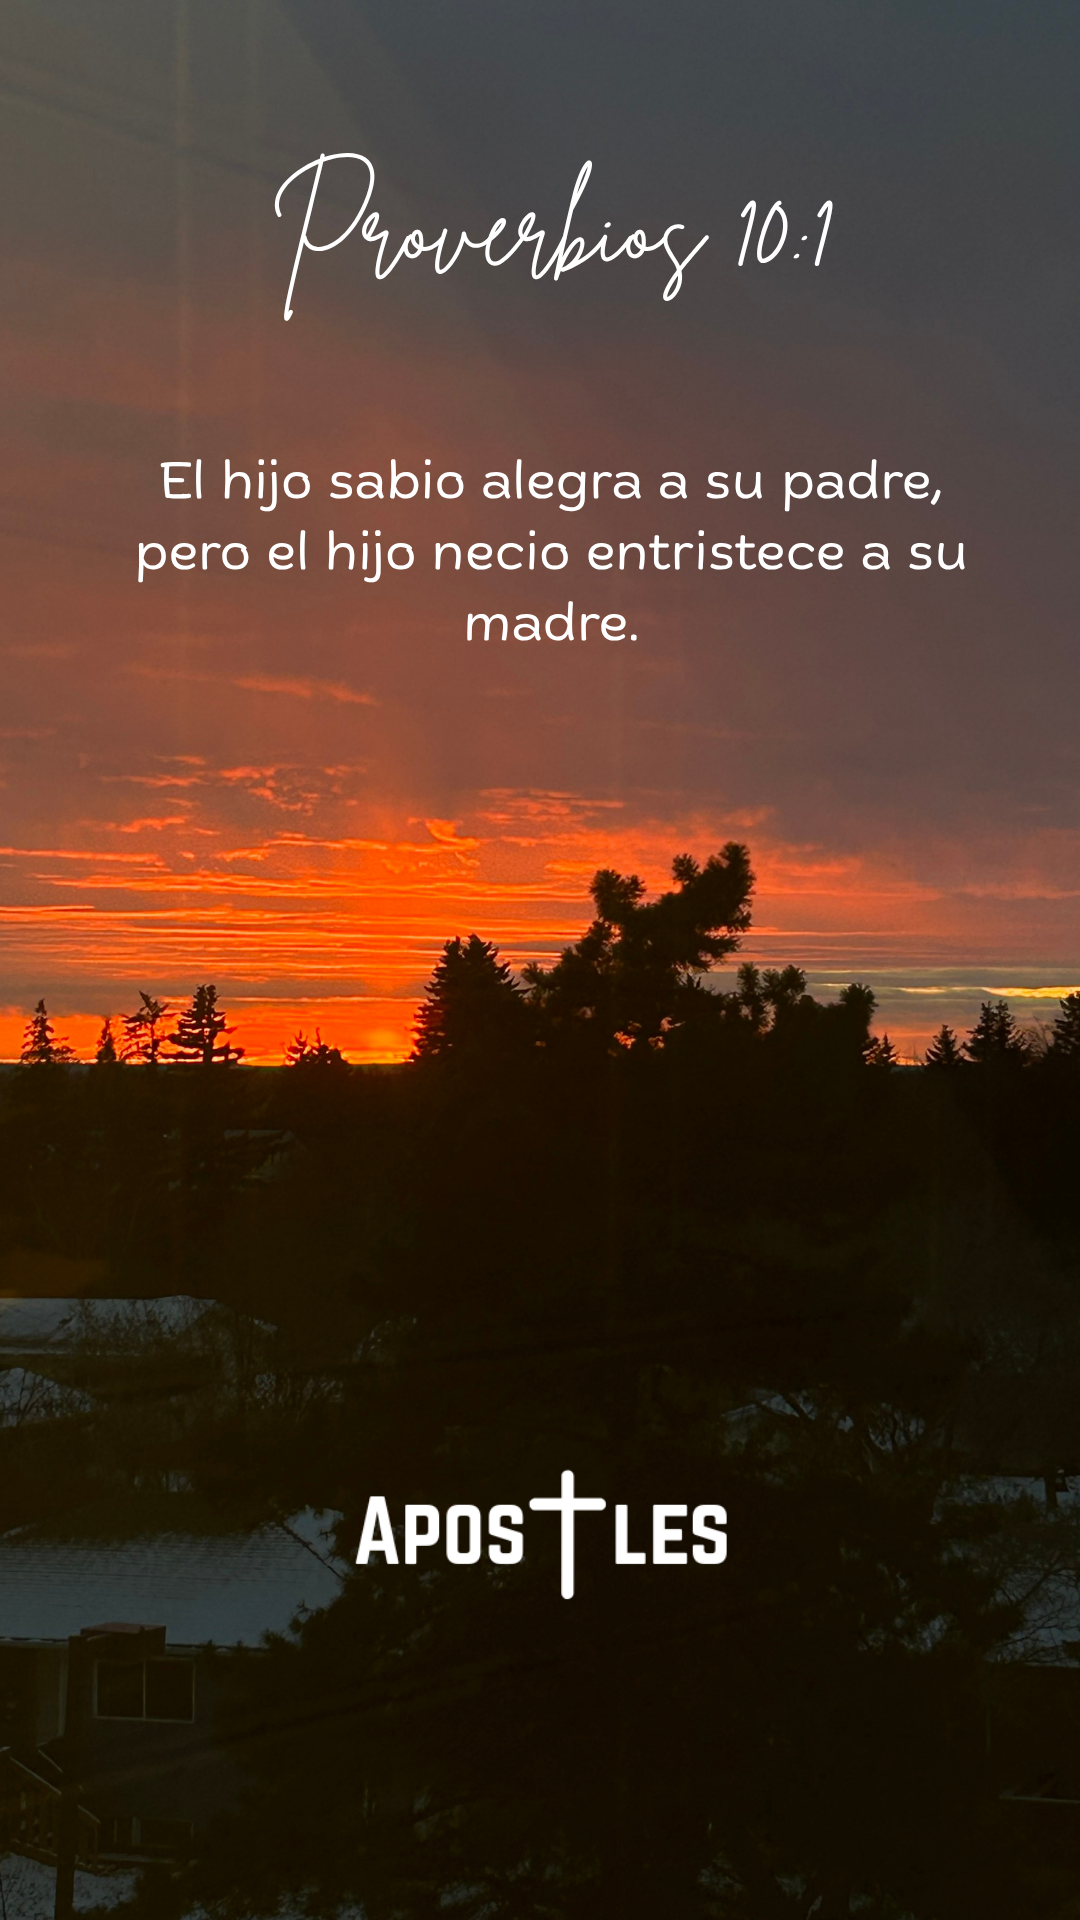 Proverbios 10:1
El hijo sabio alegra a su padre,
pero el hijo necio entristece a su
madre.
APOSTLES